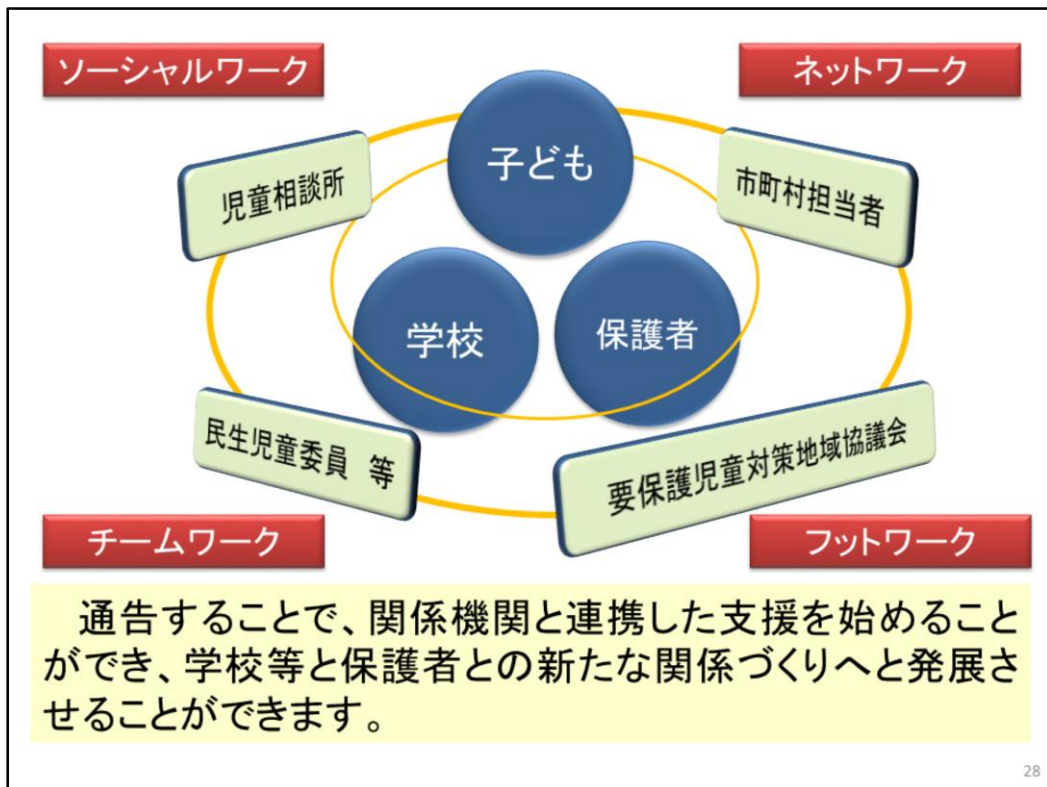 ソーシャルワーク
ネットワーク
子ども
児童相談所
市町村担当者
学校
保護者
民生児童委員 等
要保護児童対策地域協議会
チームワーク
フットワーク
通告することで、関係機関と連携した支援を始めること
ができ、学校等と保護者との新たな関係づくりへと発展さ
せることができます。
28